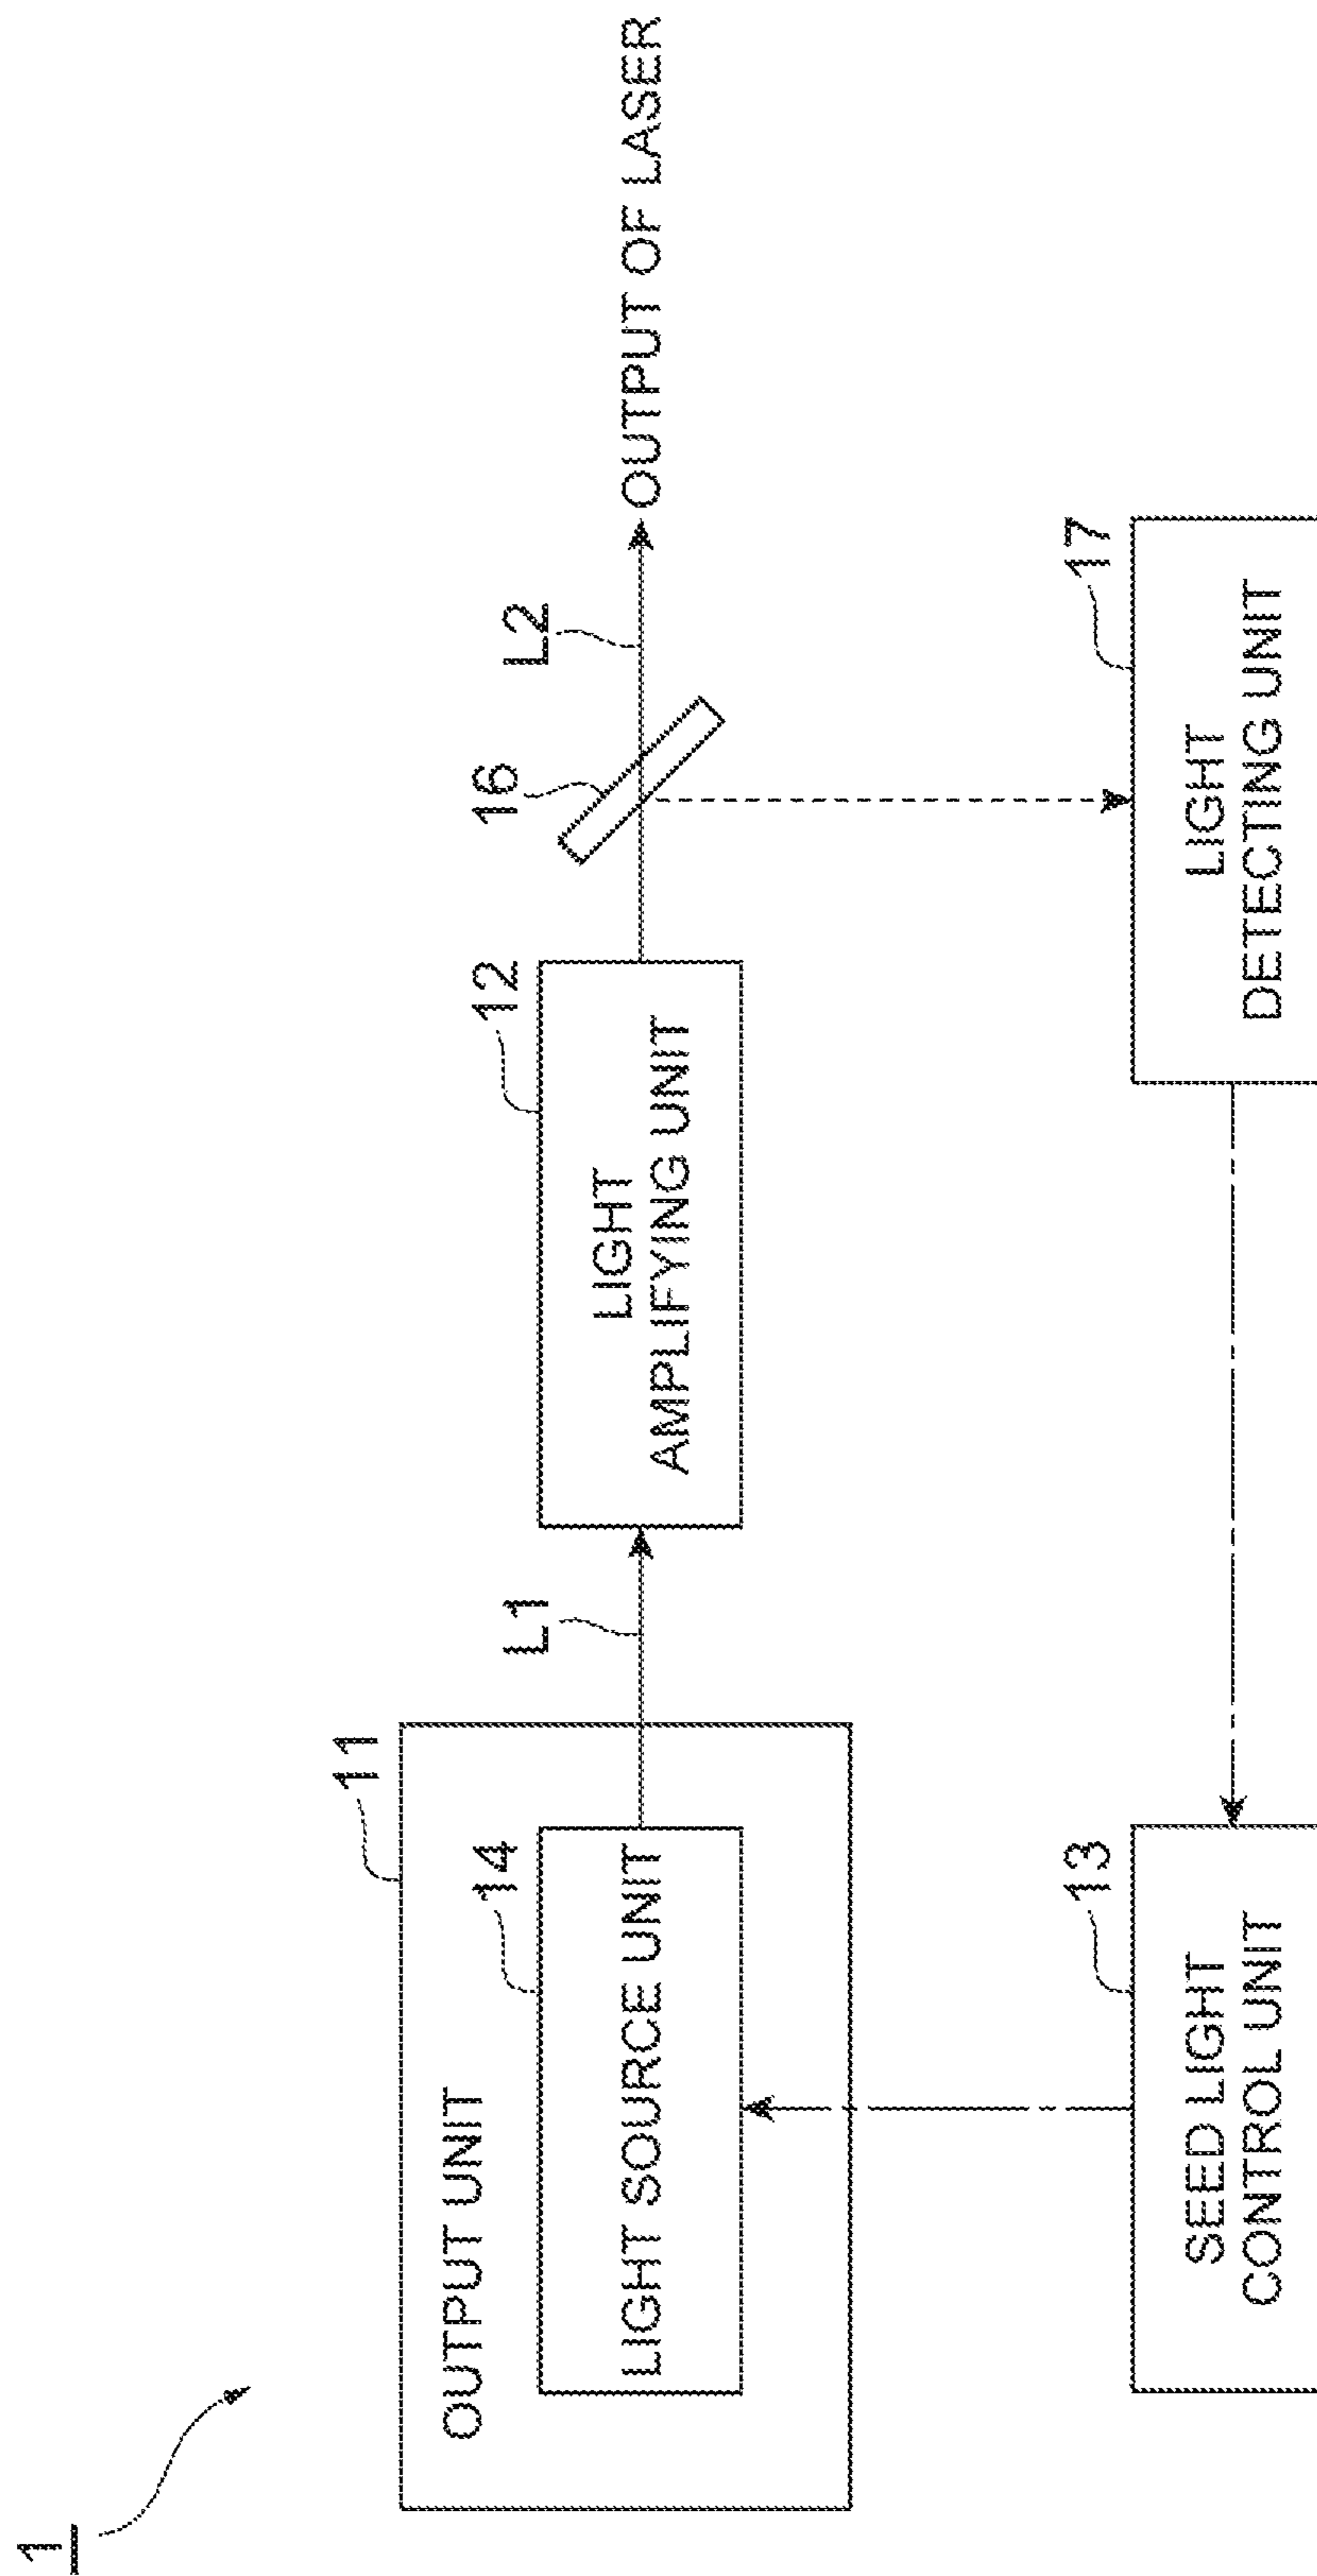 1
11
OUTPUT UNIT
14
LIGHT SOURCE UNIT
L1
12
LIGHT
AMPLIFYING UNIT
16
L2
OUTPUT OF LASER
13
SEED LIGHT
CONTROL UNIT
17
LIGHT
DETECTING UNIT